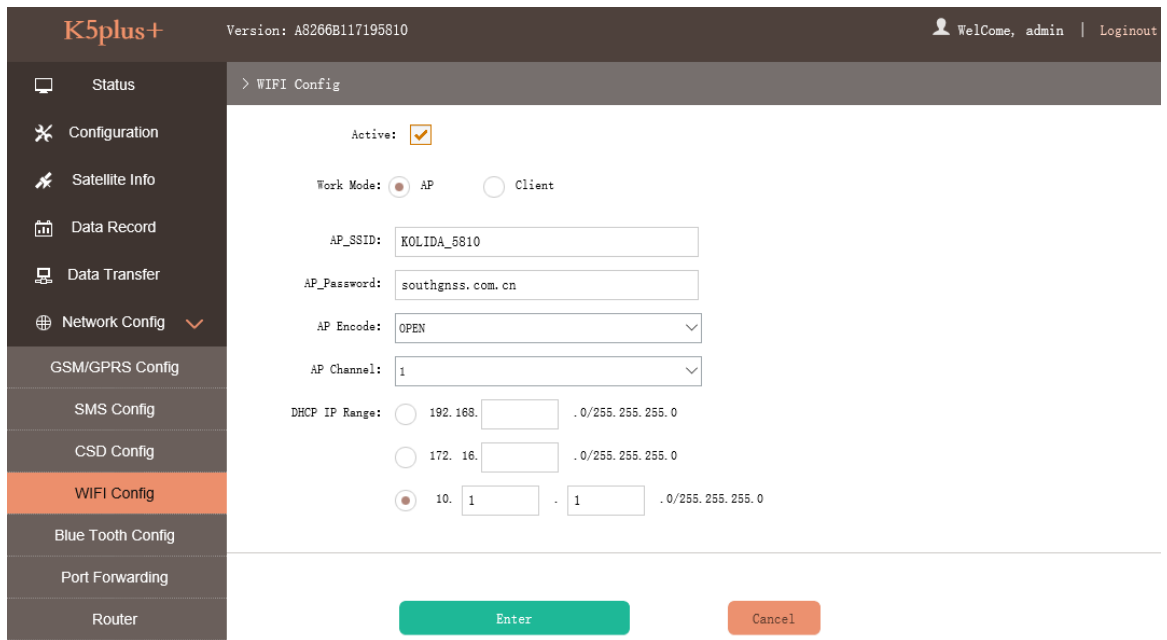 K5plus+ Version: A8266B117195810 WelCome, admin | Loginout
Status
> WIFI Config
Active:
Configuration
Work Mode: AP Client
Satellite Info
Data Record
AP_SSID: KOLIDA_5810
Data Transfer
AP_Password: southgnss.com.cn
Network Config
AP Encode: OPEN
GSM/GPRS Config
AP Channel: 1
SMS Config
DHCP IP Range: 192.168. .0/255.255.255.0
CSD Config
172. 16. .0/255.255.255.0
WIFI Config
10. 1 . 1 .0/255.255.255.0
Blue Tooth Config
Port Forwarding
Router
Enter Cancel